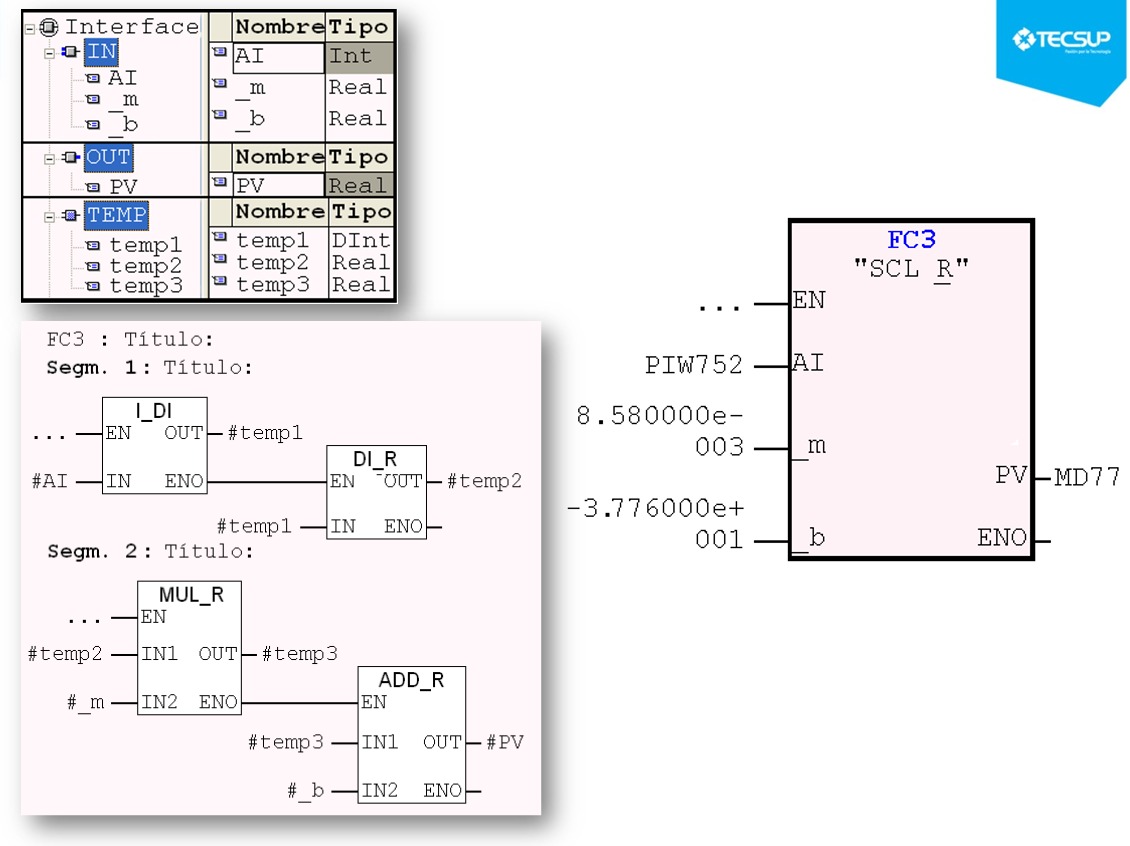 Interface
IN
AI
_m
_b
OUT
PV
TEMP
temp1
temp2
temp3
Nombre Tipo
AI Int
_m Real
_b Real
Nombre Tipo
PV Real
Nombre Tipo
temp1 DInt
temp2 Real
temp3 Real
TECSUP
FC3 : Título:
Segm. 1: Título:
I_DI
... EN OUT #temp1
#AI IN ENO
DI_R
EN OUT #temp2
#temp1 IN ENO
Segm. 2: Título:
MUL_R
... EN
#temp2 IN1 OUT #temp3
#_m IN2 ENO
ADD_R
EN
#temp3 IN1 OUT #PV
#_b IN2 ENO
FC3
"SCL_R"
... EN
PIW752 AI
8.580000e-
003 _m
PV MD77
-3.776000e+
001 _b
ENO